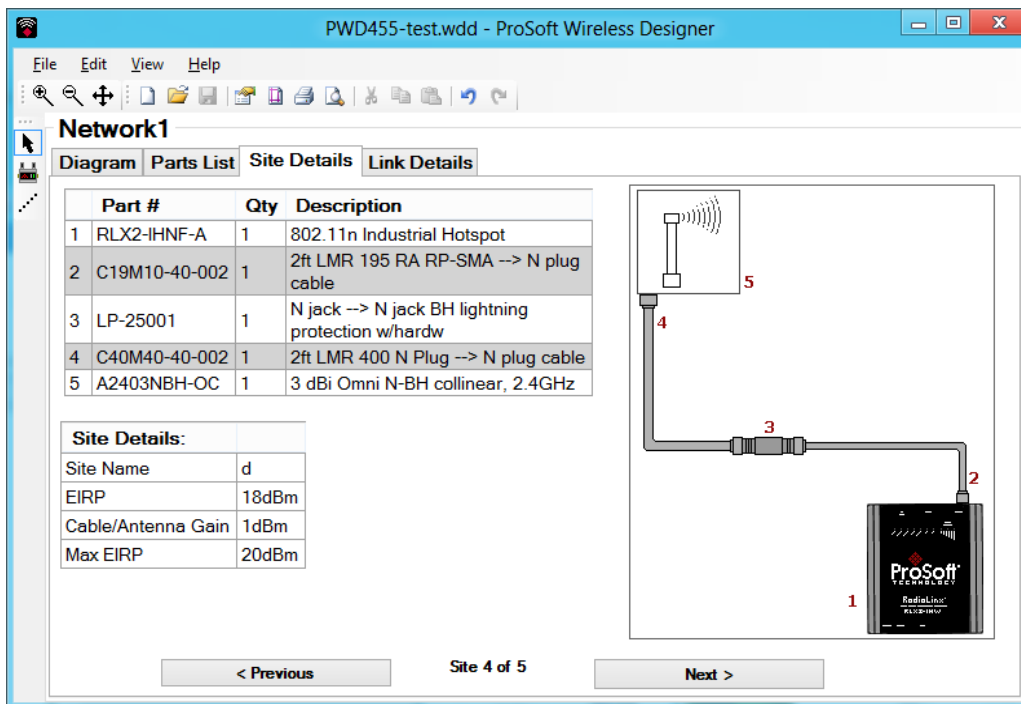 PWD455-test.wdd - ProSoft Wireless Designer
File Edit View Help
Network1
Diagram Parts List Site Details Link Details
Part # Qty Description
1 RLX2-IHNF-A 1 802.11n Industrial Hotspot
2 C19M10-40-002 1 2ft LMR 195 RA RP-SMA --> N plug
cable
3 LP-25001 1 N jack --> N jack BH lightning
protection w/hardw
4 C40M40-40-002 1 2ft LMR 400 N Plug --> N plug cable
5 A2403NBH-OC 1 3 dBi Omni N-BH collinear, 2.4GHz
Site Details:
Site Name d
EIRP 18dBm
Cable/Antenna Gain 1dBm
Max EIRP 20dBm
5
4
3
2
1
ProSoft
TECHNOLOGY
RadioLinx
RLX2-IHW
< Previous Site 4 of 5 Next >